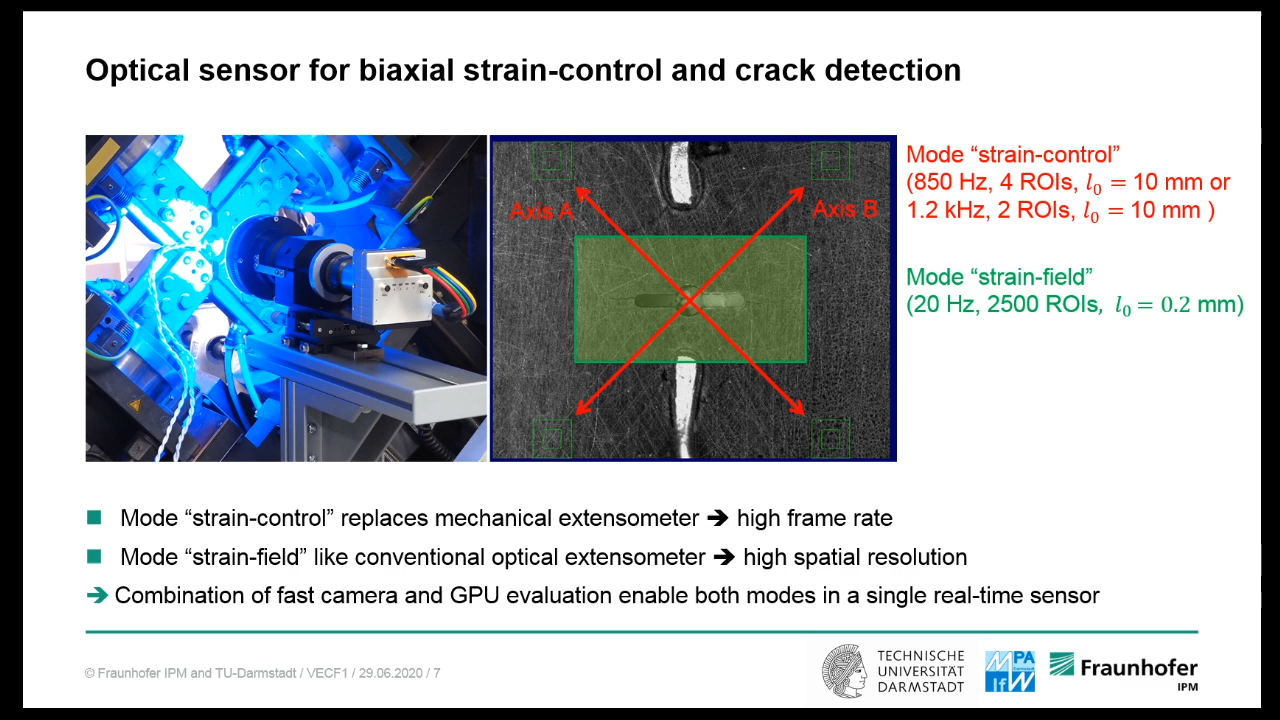 Optical sensor for biaxial strain-control and crack detection
Axis A
Axis B
Mode “strain-control”
(850 Hz, 4 ROIs, l₀ = 10 mm or
1.2 kHz, 2 ROIs, l₀ = 10 mm )
Mode “strain-field”
(20 Hz, 2500 ROIs, l₀ = 0.2 mm)
■ Mode “strain-control” replaces mechanical extensometer ➔ high frame rate
■ Mode “strain-field” like conventional optical extensometer ➔ high spatial resolution
➔ Combination of fast camera and GPU evaluation enable both modes in a single real-time sensor
© Fraunhofer IPM and TU-Darmstadt / VECF1 / 29.06.2020 / 7
TECHNISCHE
UNIVERSITÄT
DARMSTADT
MPA
Darmstadt
IfW
Fraunhofer
IPM